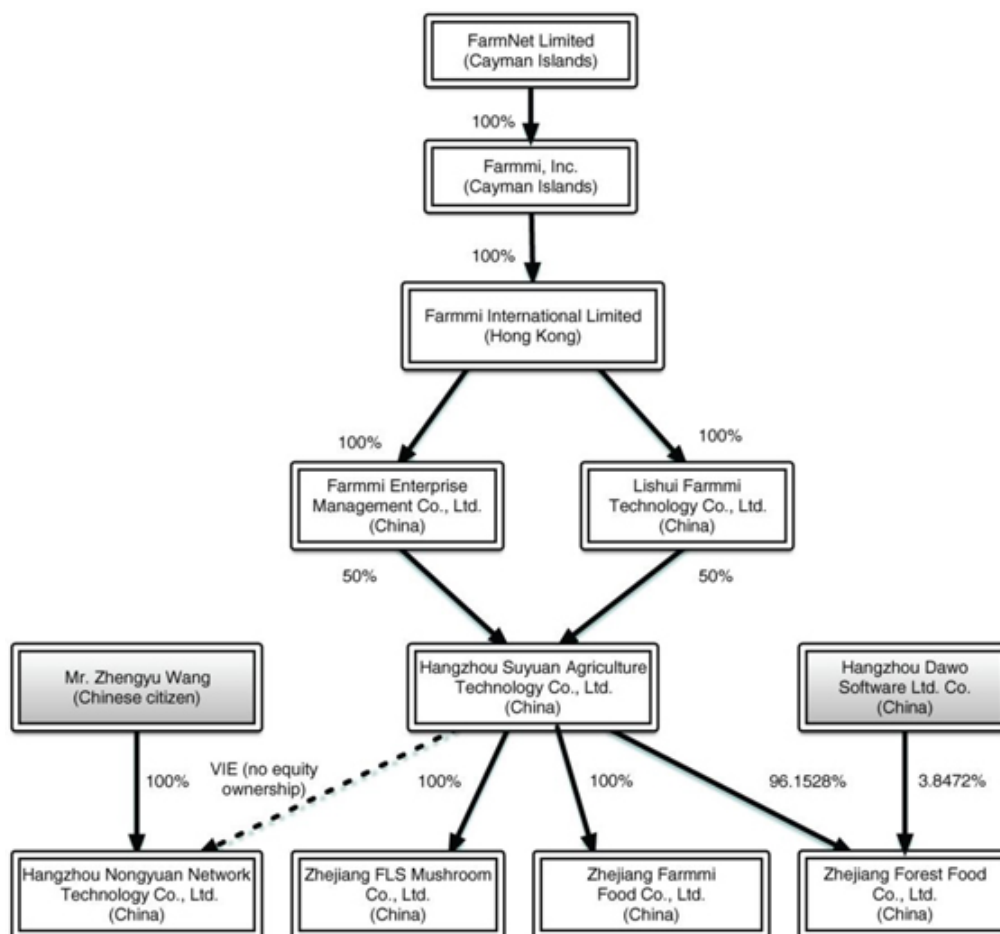 FarmNet Limited
(Cayman Islands)
100%
Farmmi, Inc.
(Cayman Islands)
100%
Farmmi International Limited
(Hong Kong)
100%
100%
Farmmi Enterprise
Management Co., Ltd.
(China)
Lishui Farmmi
Technology Co., Ltd.
(China)
50%
50%
Mr. Zhengyu Wang
(Chinese citizen)
Hangzhou Suyuan Agriculture
Technology Co., Ltd.
(China)
Hangzhou Dawo
Software Ltd. Co.
(China)
100%
VIE (no equity
ownership)
100%
100%
96.1528%
3.8472%
Hangzhou Nongyuan Network
Technology Co., Ltd.
(China)
Zhejiang FLS Mushroom
Co., Ltd.
(China)
Zhejiang Farmmi
Food Co., Ltd.
(China)
Zhejiang Forest Food
Co., Ltd.
(China)